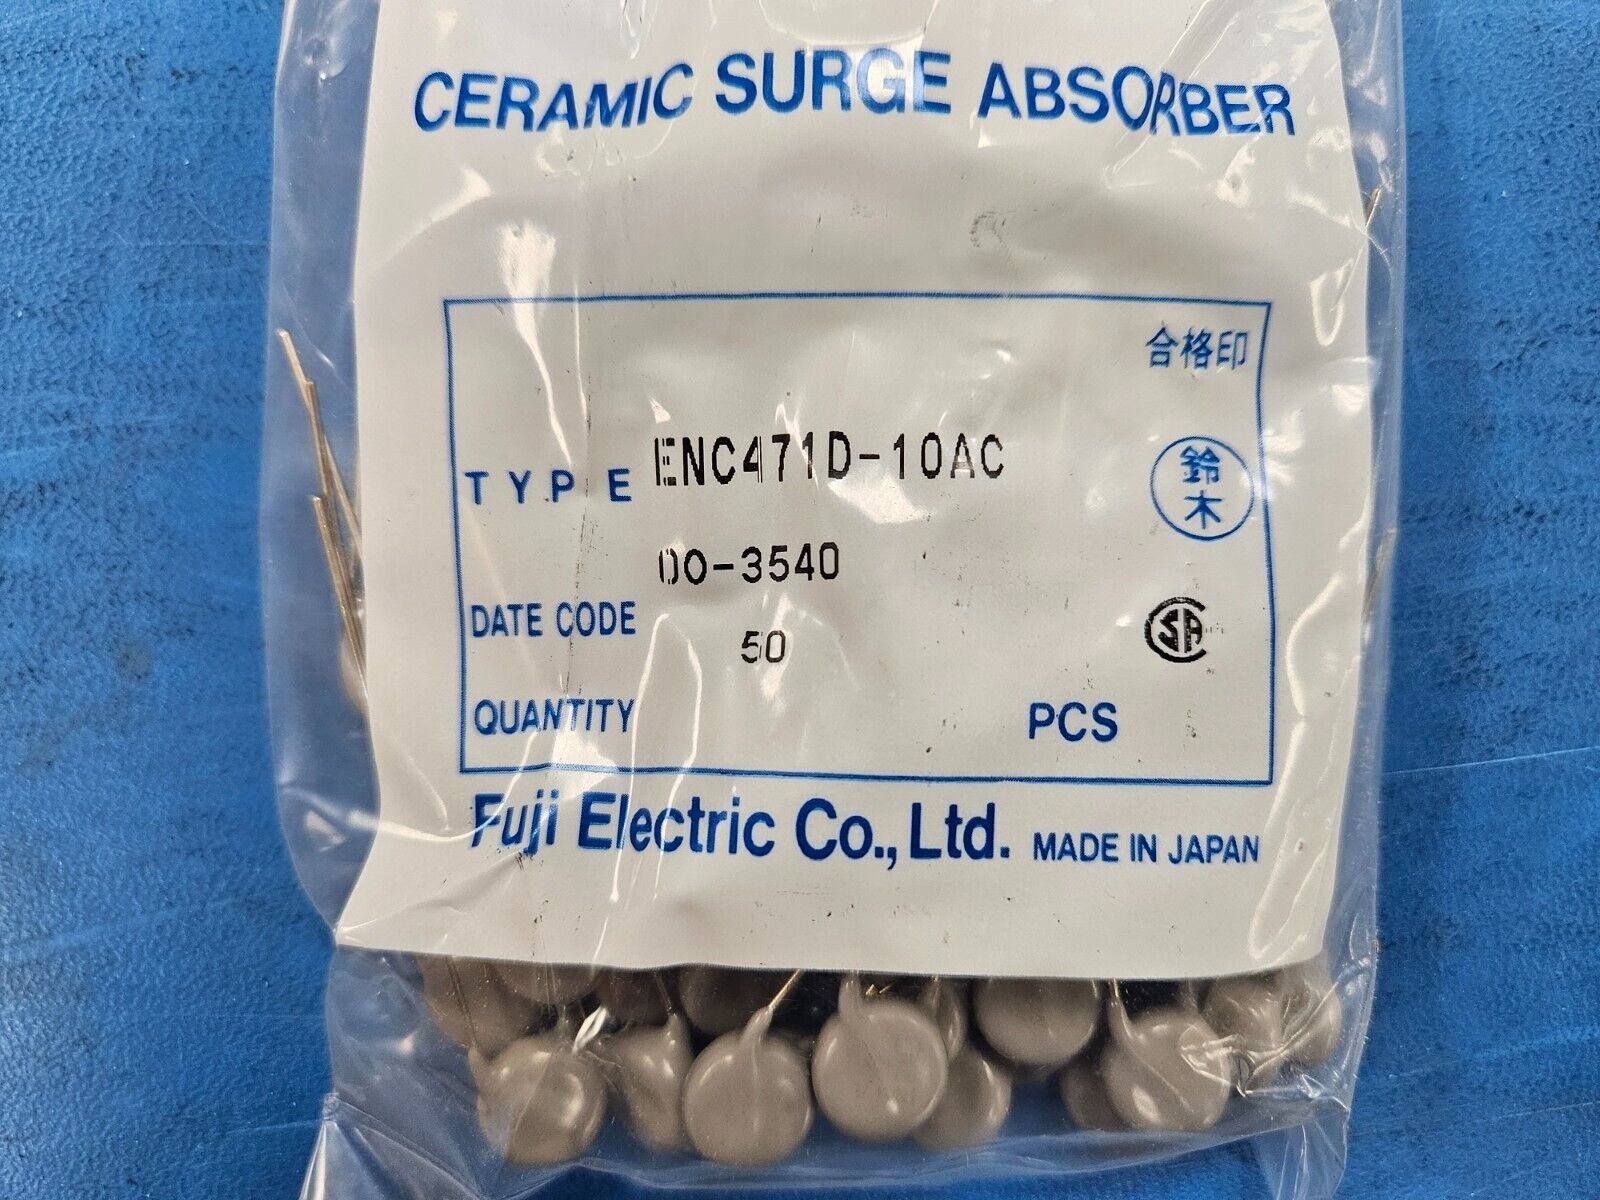 CERAMIC SURGE ABSORBER
合格印
TYPE ENC471D-10AC
鈴木
00-3540
DATE CODE
50
CSA
QUANTITY PCS
Fuji Electric Co., Ltd. MADE IN JAPAN